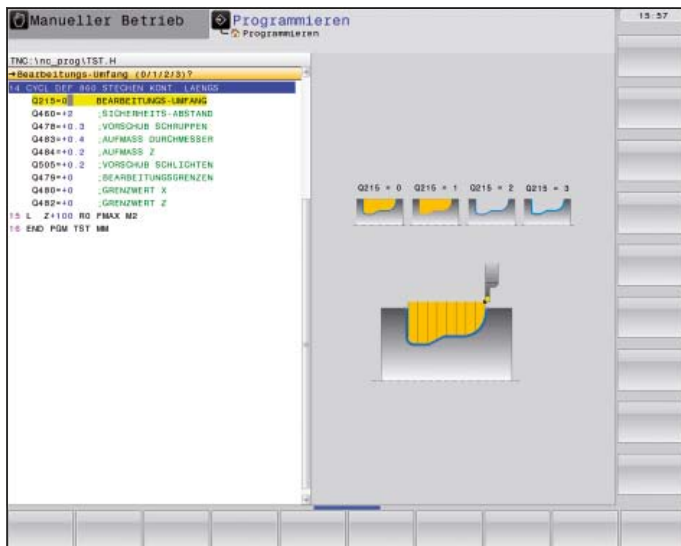 Manueller Betrieb
Programmieren
Programmieren
15:57
TNC:\nc_prog\TST.H
→Bearbeitungs-Umfang (0/1/2/3)?
14 CYCL DEF 860 STECHEN KONT. LAENGS
Q215=0 BEARBEITUNGS-UMFANG
Q460=+2 ;SICHERHEITS-ABSTAND
Q478=+0.3 ;VORSCHUB SCHRUPPEN
Q483=+0.4 ;AUFMASS DURCHMESSER
Q484=+0.2 ;AUFMASS Z
Q505=+0.2 ;VORSCHUB SCHLICHTEN
Q479=+0 ;BEARBEITUNGSGRENZEN
Q480=+0 ;GRENZWERT X
Q482=+0 ;GRENZWERT Z
15 L Z+100 R0 FMAX M2
16 END PGM TST MM
Q215 = 0 Q215 = 1 Q215 = 2 Q215 = 3